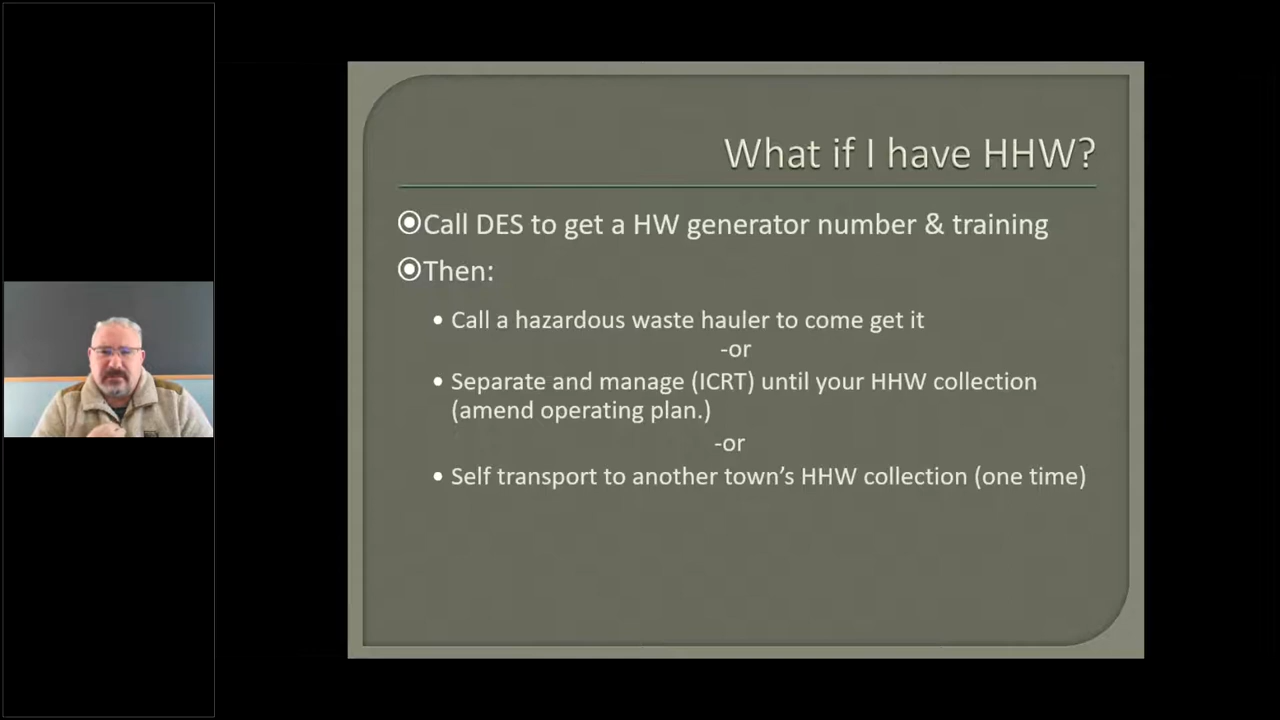 What if I have HHW?
Call DES to get a HW generator number & training
Then:
• Call a hazardous waste hauler to come get it
-or
• Separate and manage (ICRT) until your HHW collection
(amend operating plan.)
-or
• Self transport to another town’s HHW collection (one time)